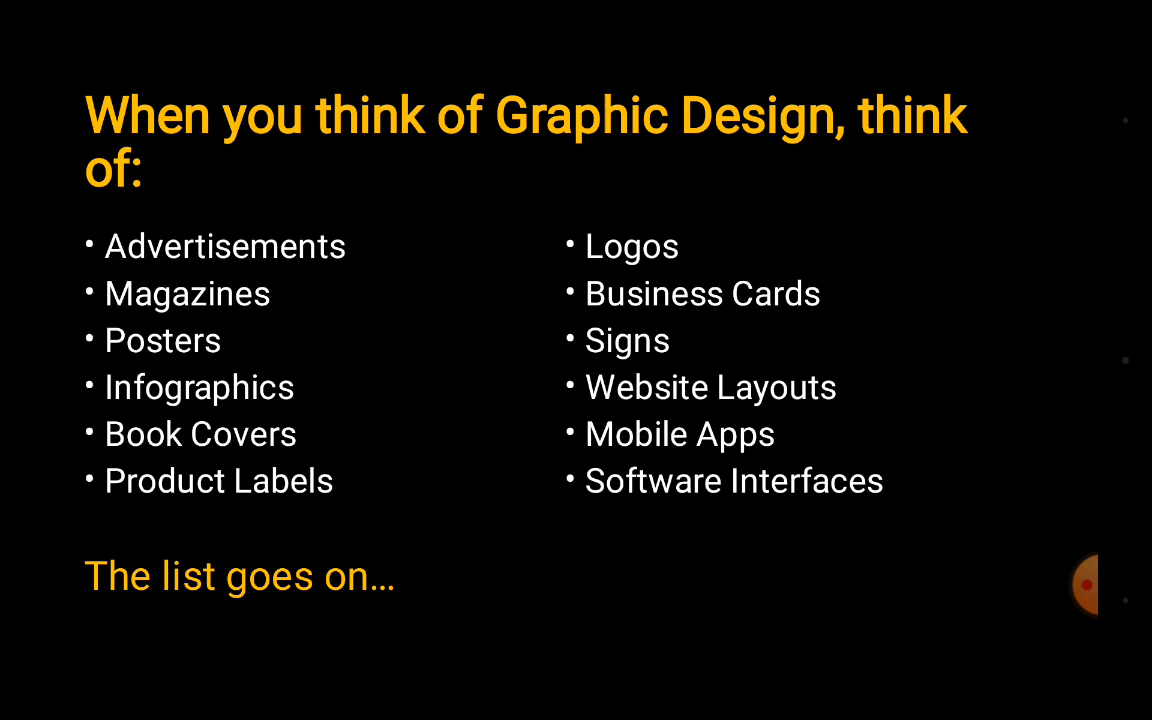 When you think of Graphic Design, think
of:
• Advertisements
• Magazines
• Posters
• Infographics
• Book Covers
• Product Labels
• Logos
• Business Cards
• Signs
• Website Layouts
• Mobile Apps
• Software Interfaces
The list goes on...